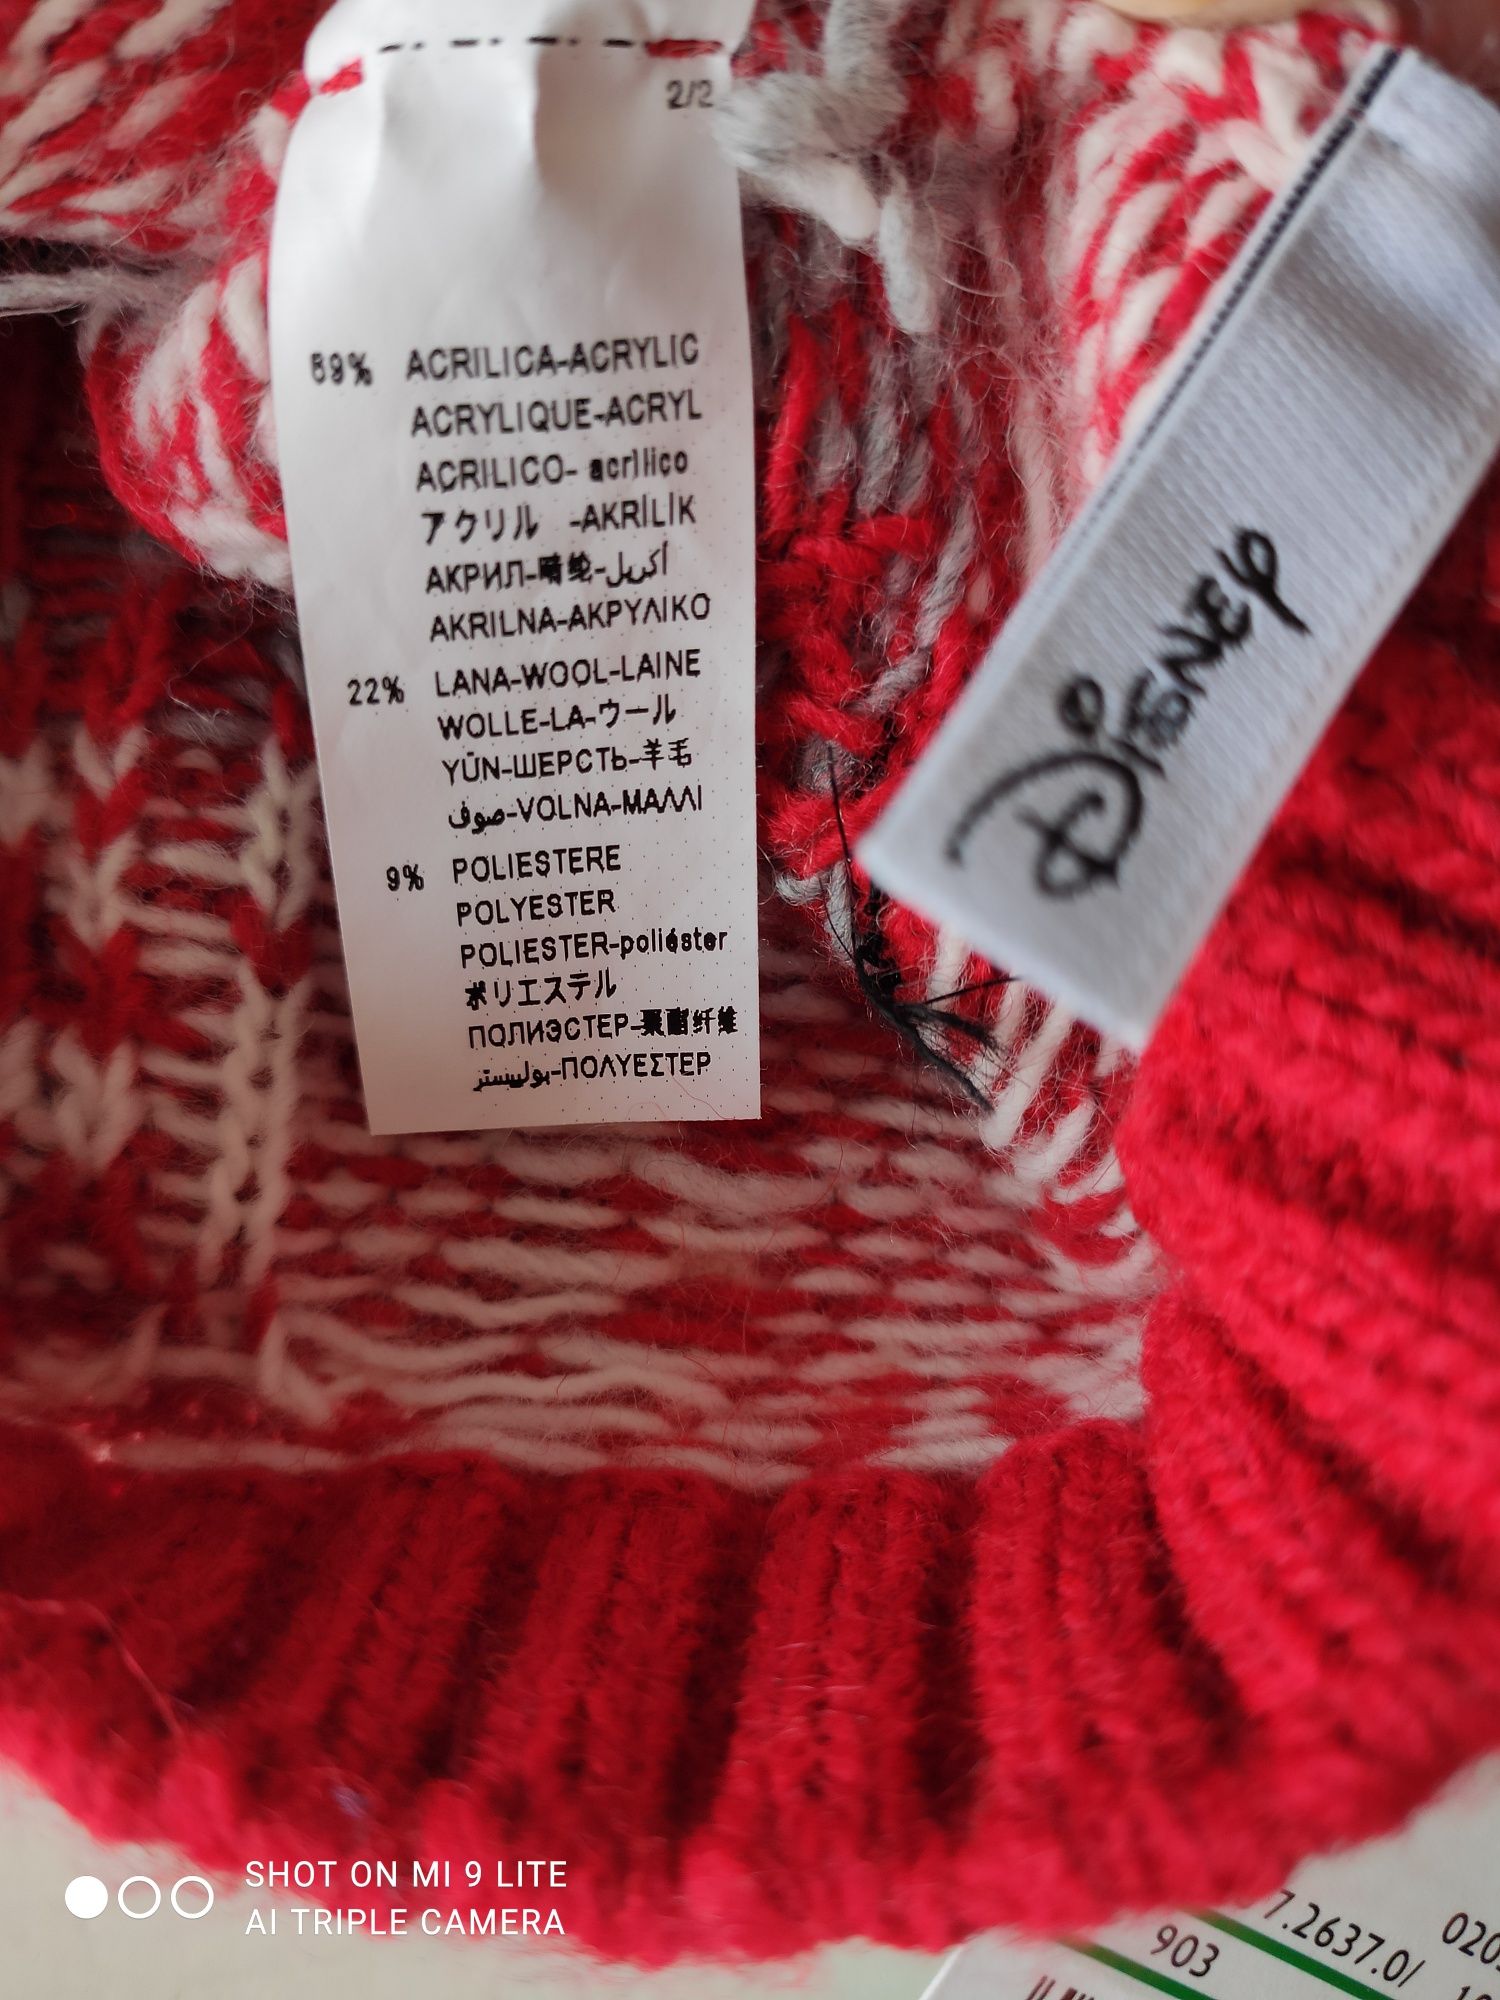 2/2
69% ACRILICA-ACRYLIC
ACRYLIQUE-ACRYL
ACRILICO- acrílico
アクリル -AKRİLİK
АКРИЛ-腈纶-أكريل
AKRILNA-ΑΚΡΥΛΙΚΟ
22% LANA-WOOL-LAINE
WOLLE-LA-ウール
YÜN-ШЕРСТЬ-羊毛
صوف-VOLNA-ΜΑΛΛΙ
9% POLIESTERE
POLYESTER
POLIESTER-poliéster
ポリエステル
ПОЛИЭСТЕР-聚酯纤维
بوليستر-ΠΟΛΥΕΣΤΕΡ
Disney
7.2637.0/
903
SHOT ON MI 9 LITE
AI TRIPLE CAMERA